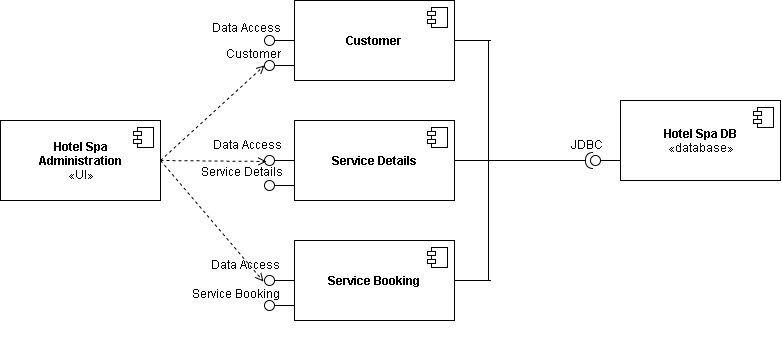 Data Access
Customer
Customer
Hotel Spa
Administration
«UI»
Data Access
Service Details
Service Details
Data Access
Service Booking
Service Booking
JDBC
Hotel Spa DB
«database»